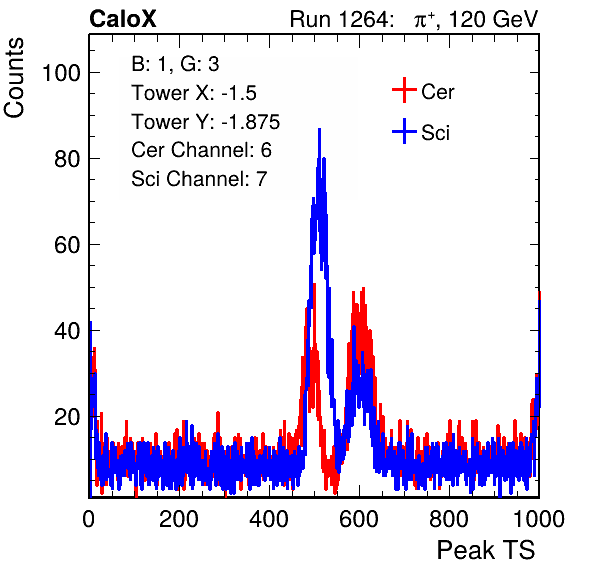 CaloX
Run 1264: π⁺, 120 GeV
Counts
B: 1, G: 3
Tower X: -1.5
Tower Y: -1.875
Cer Channel: 6
Sci Channel: 7
Cer
Sci
100
80
60
40
20
0 200 400 600 800 1000
Peak TS